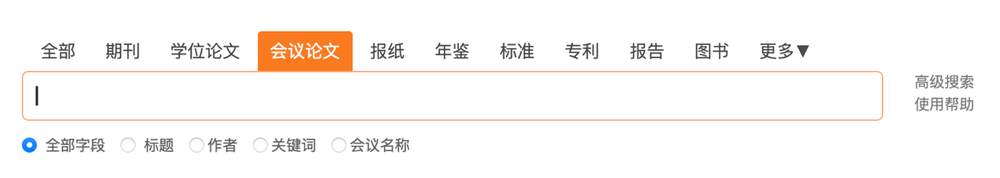 全部 期刊 学位论文 会议论文 报纸 年鉴 标准 专利 报告 图书 更多▼
高级搜索
使用帮助
全部字段 标题 作者 关键词 会议名称